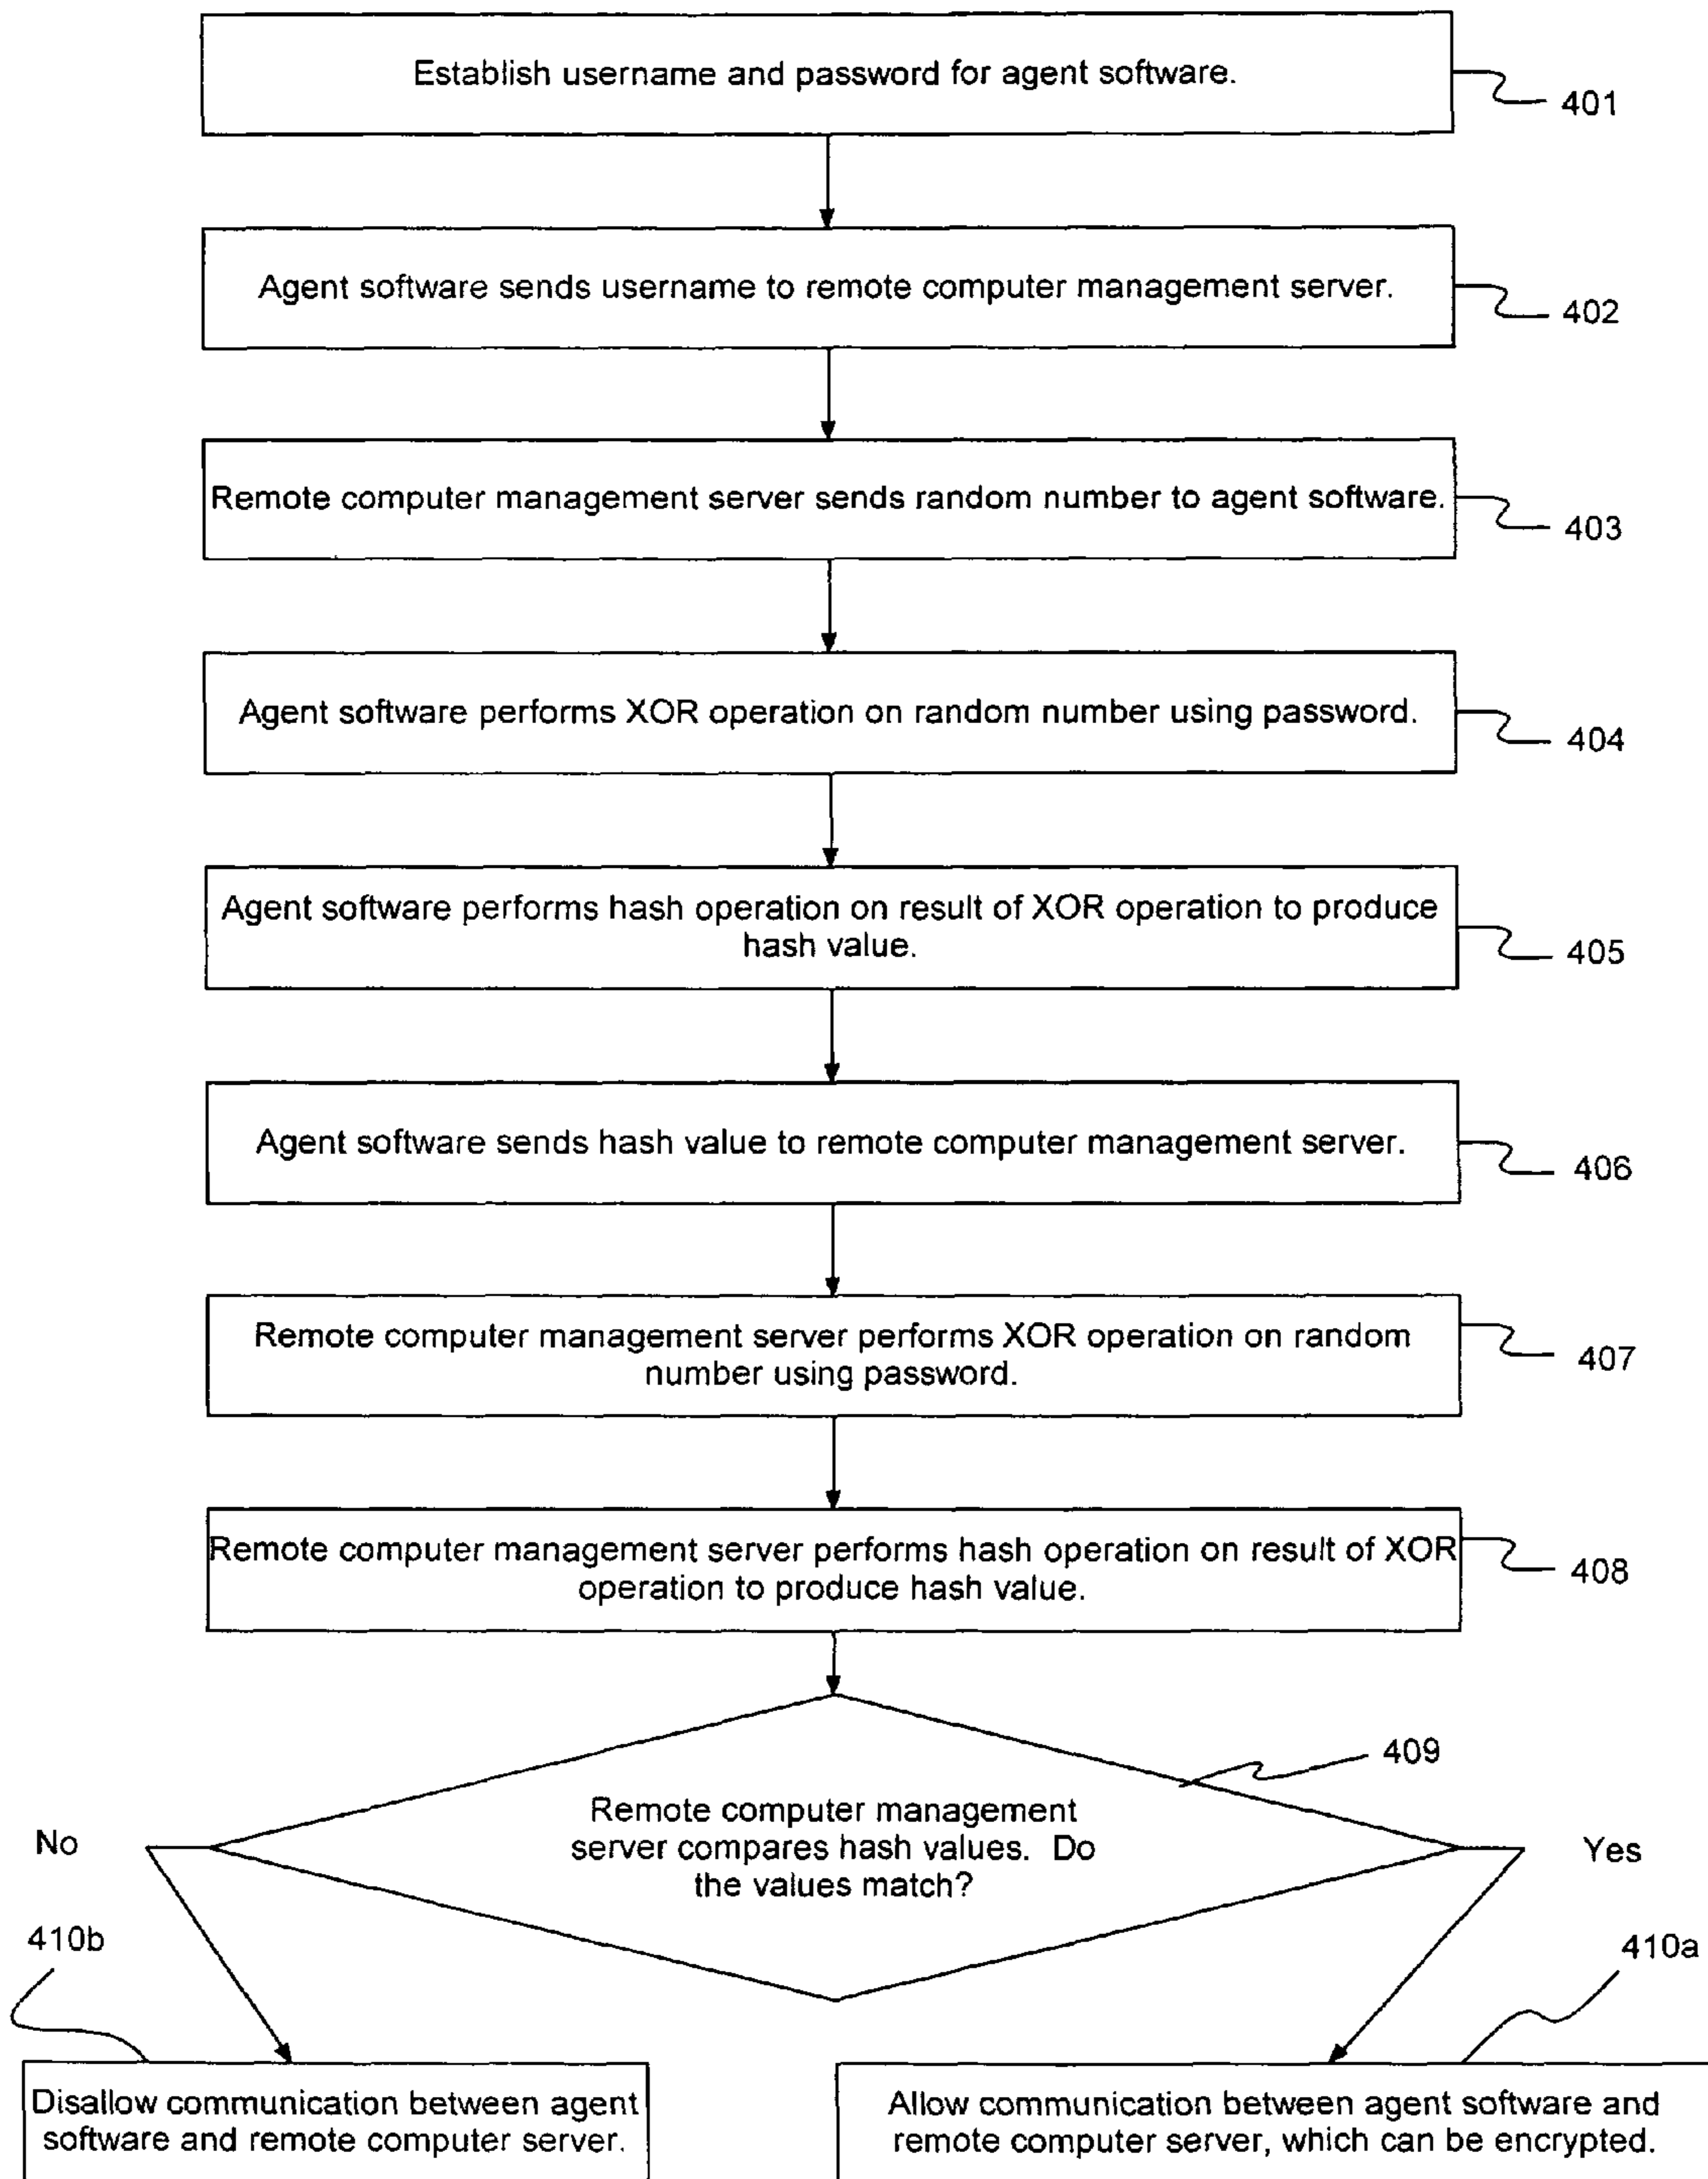 Establish username and password for agent software.
401
Agent software sends username to remote computer management server.
402
Remote computer management server sends random number to agent software.
403
Agent software performs XOR operation on random number using password.
404
Agent software performs hash operation on result of XOR operation to produce
hash value.
405
Agent software sends hash value to remote computer management server.
406
Remote computer management server performs XOR operation on random
number using password.
407
Remote computer management server performs hash operation on result of XOR
operation to produce hash value.
408
409
Remote computer management
server compares hash values. Do
the values match?
No
Yes
410b
410a
Disallow communication between agent
software and remote computer server.
Allow communication between agent software and
remote computer server, which can be encrypted.